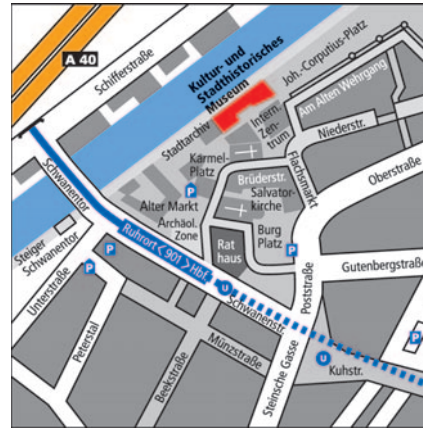 A 40
Schifferstraße
Kultur- und
Stadthistorisches
Museum
Stadtarchiv
Joh.-Corputius-Platz
Am Alten Wehrgang
Intern.
Zen-
trum
Niederstr.
Flachsmarkt
Karmel-
Platz
Brüderstr.
Salvator-
kirche
Oberstraße
Schwanentor
P
Alter Markt
Archäol.
Zone
Rat
haus
Burg
Platz
P
Steiger
Schwanentor
Ruhrort <901> Hbf.
U
Schwanenstr.
Poststraße
Gutenbergstraße
Unterstraße
P
P
Peterstal
Beekstraße
Münzstraße
Steinsche Gasse
U
Kuhstr.
P